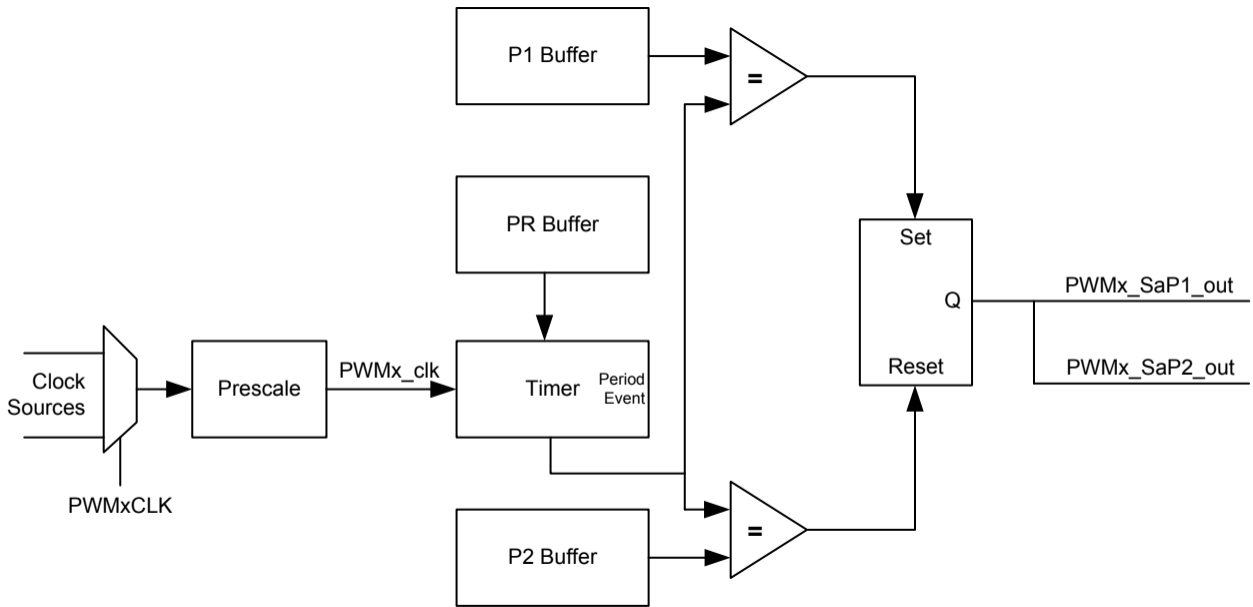 P1 Buffer
=
PR Buffer
Set
Q
PWMx_SaP1_out
Clock
Sources
Prescale
PWMx_clk
Timer
Period
Event
Reset
PWMx_SaP2_out
PWMxCLK
P2 Buffer
=